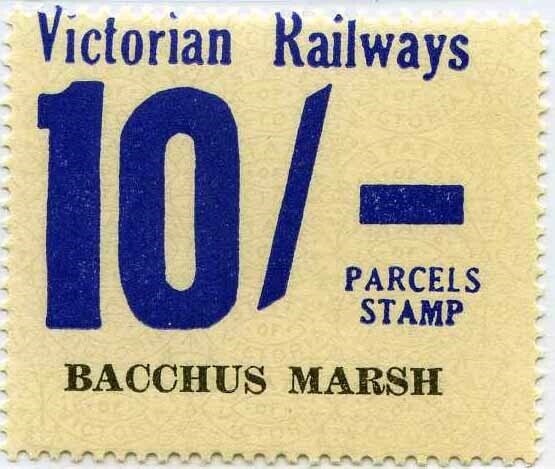 Victorian Railways
10/-
PARCELS
STAMP
BACCHUS MARSH